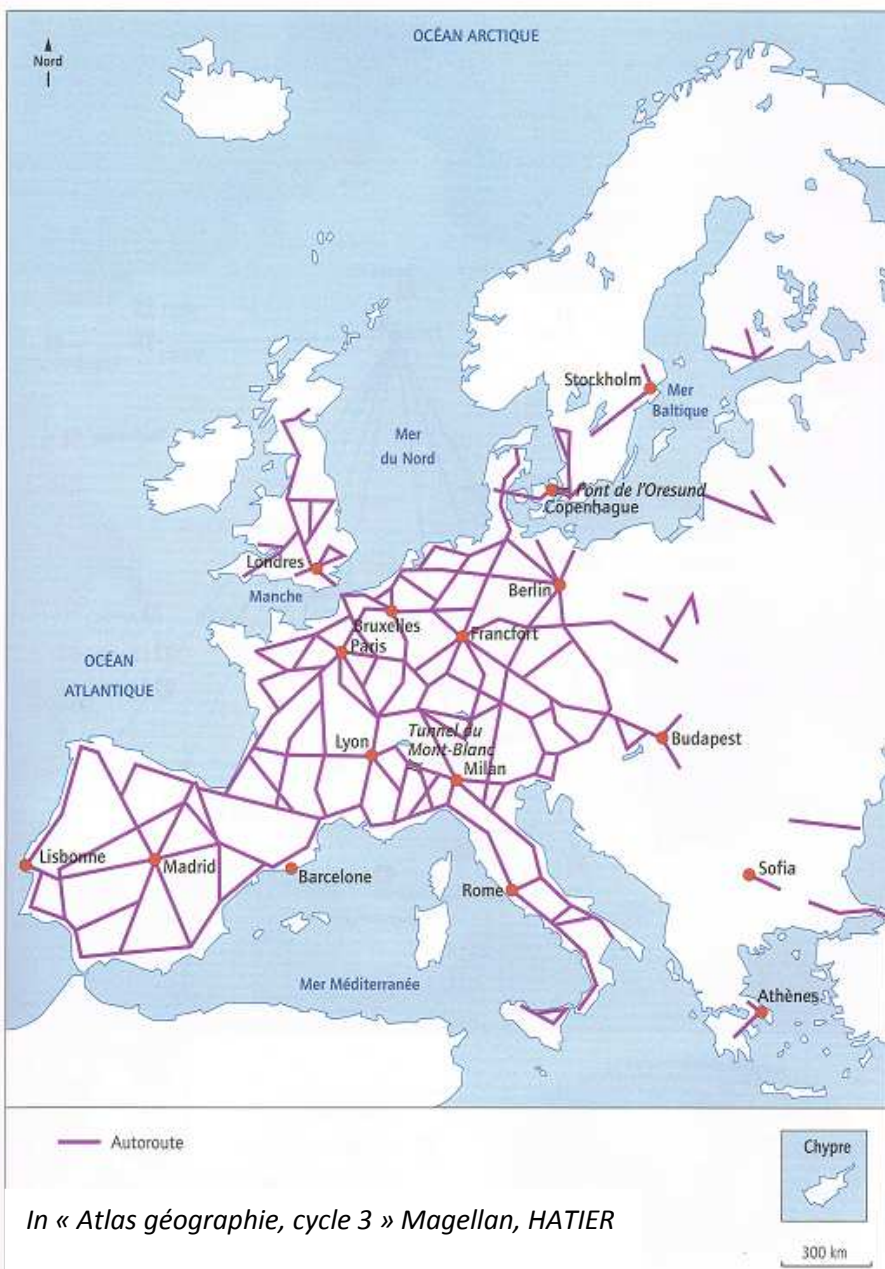 OCÉAN ARCTIQUE
Nord
Stockholm
Mer
Baltique
Mer
du Nord
Pont de l'Oresund
Copenhague
Londres
Manche
Berlin
Bruxelles
Francfort
Paris
OCÉAN
ATLANTIQUE
Tunnel du
Mont-Blanc
Lyon
Budapest
Milan
Lisbonne
Madrid
Barcelone
Sofia
Rome
Mer Méditerranée
Athènes
Autoroute
Chypre
In « Atlas géographie, cycle 3 » Magellan, HATIER
300 km